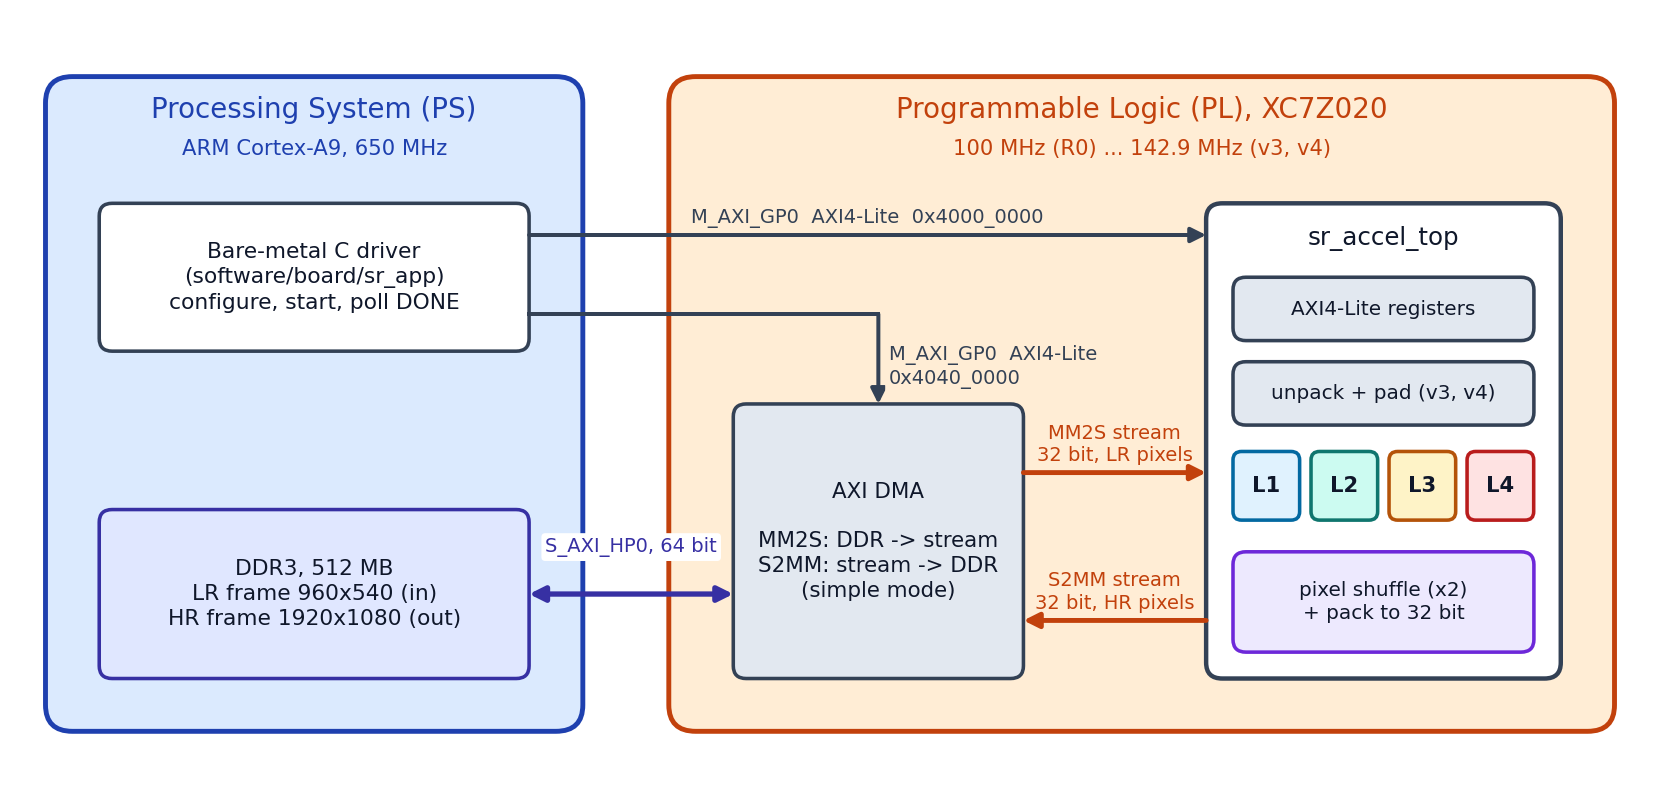 Processing System (PS)
ARM Cortex-A9, 650 MHz
Bare-metal C driver
(software/board/sr_app)
configure, start, poll DONE
DDR3, 512 MB
LR frame 960x540 (in)
HR frame 1920x1080 (out)
S_AXI_HP0, 64 bit
Programmable Logic (PL), XC7Z020
100 MHz (R0) ... 142.9 MHz (v3, v4)
M_AXI_GP0  AXI4-Lite  0x4000_0000
M_AXI_GP0  AXI4-Lite
0x4040_0000
AXI DMA
MM2S: DDR -> stream
S2MM: stream -> DDR
(simple mode)
MM2S stream
32 bit, LR pixels
S2MM stream
32 bit, HR pixels
sr_accel_top
AXI4-Lite registers
unpack + pad (v3, v4)
L1 L2 L3 L4
pixel shuffle (x2)
+ pack to 32 bit